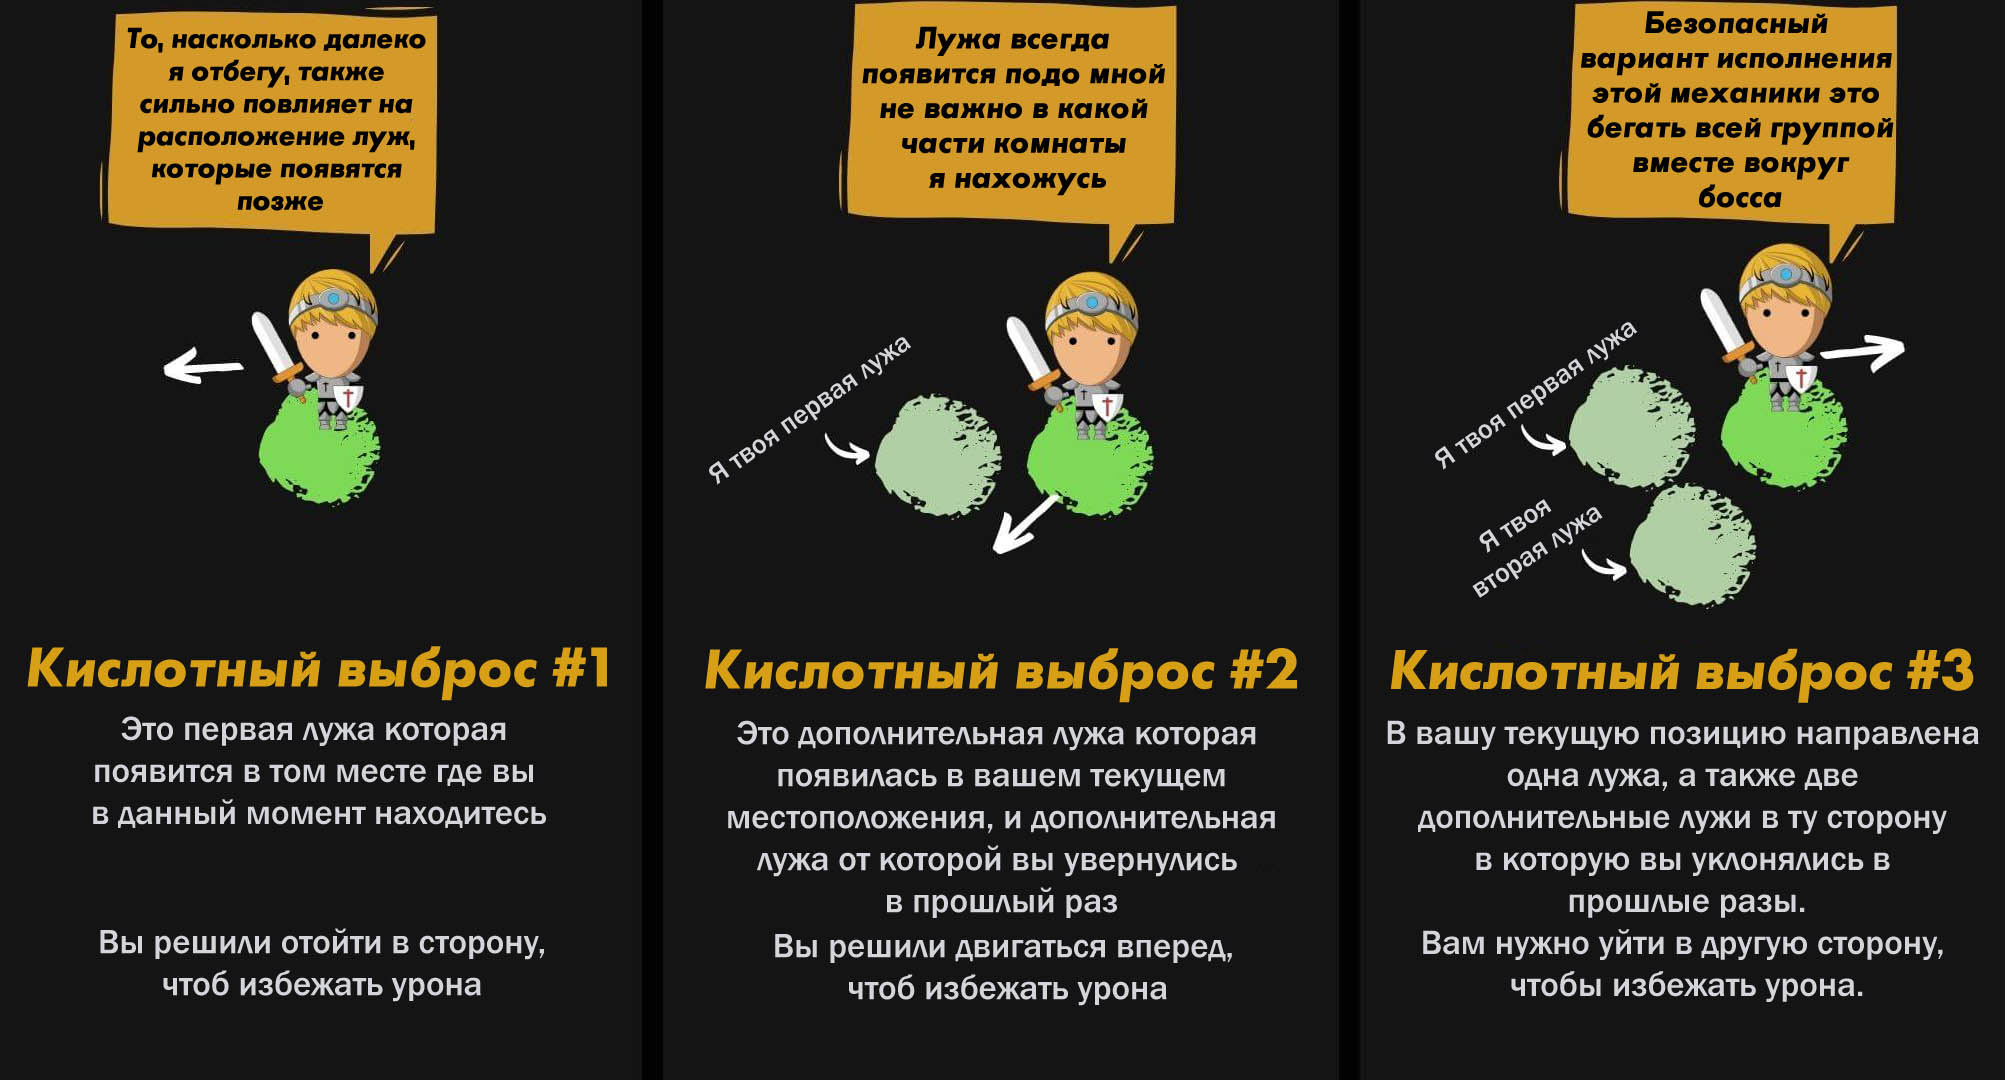 То, насколько далеко
я отбегу, также
сильно повлияет на
расположение луж,
которые появятся
позже
Кислотный выброс #1
Это первая лужа которая
появится в том месте где вы
в данный момент находитесь
Вы решили отойти в сторону,
чтоб избежать урона
Лужа всегда
появится подо мной
не важно в какой
части комнаты
я нахожусь
Я твоя первая лужа
Кислотный выброс #2
Это дополнительная лужа которая
появилась в вашем текущем
местоположения, и дополнительная
лужа от которой вы увернулись
в прошлый раз
Вы решили двигаться вперед,
чтоб избежать урона
Безопасный
вариант исполнения
этой механики это
бегать всей группой
вместе вокруг
босса
Я твоя первая лужа
Я твоя
вторая лужа
Кислотный выброс #3
В вашу текущую позицию направлена
одна лужа, а также две
дополнительные лужи в ту сторону
в которую вы уклонялись в
прошлые разы.
Вам нужно уйти в другую сторону,
чтобы избежать урона.